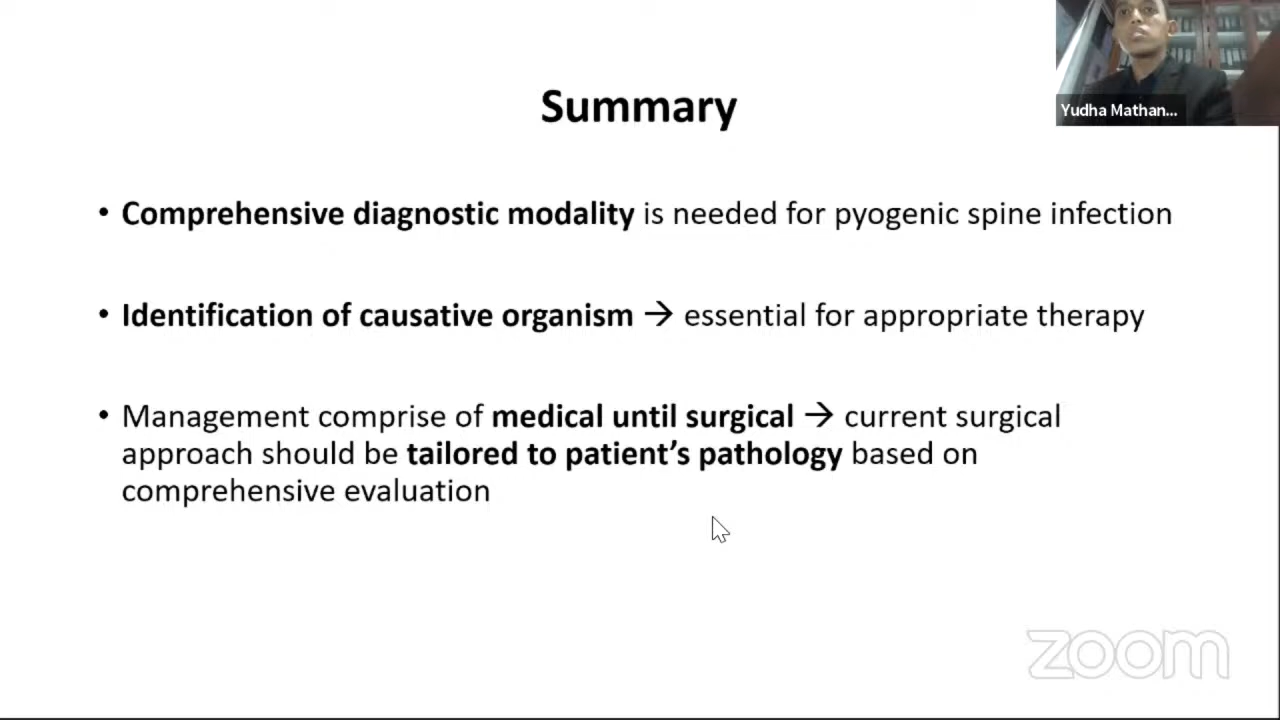 Summary
Yudha Mathan...
• Comprehensive diagnostic modality is needed for pyogenic spine infection
• Identification of causative organism → essential for appropriate therapy
• Management comprise of medical until surgical → current surgical
approach should be tailored to patient’s pathology based on
comprehensive evaluation
zoom